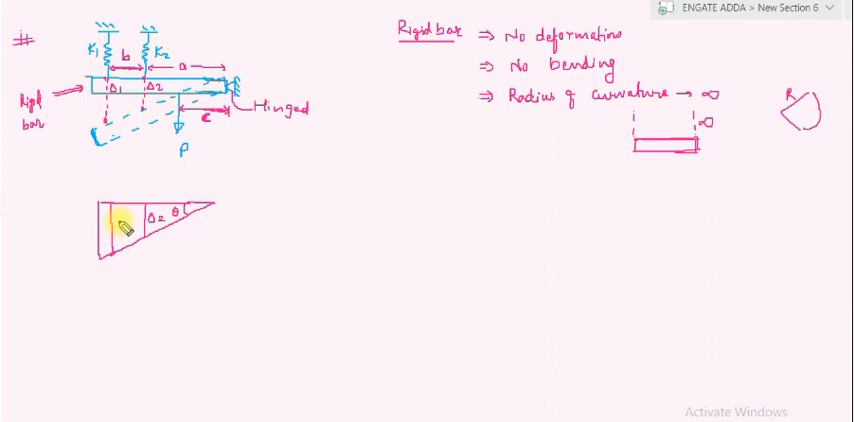 ENGATE ADDA > New Section 6
#
K1
K2
b
a
Δ1
Δ2
Rigid
bar
c
Hinged
P
Rigid bar ⇒ No deformations
⇒ No bending
⇒ Radius of curvature → ∞
∞
R
Δ2
θ
Activate Windows